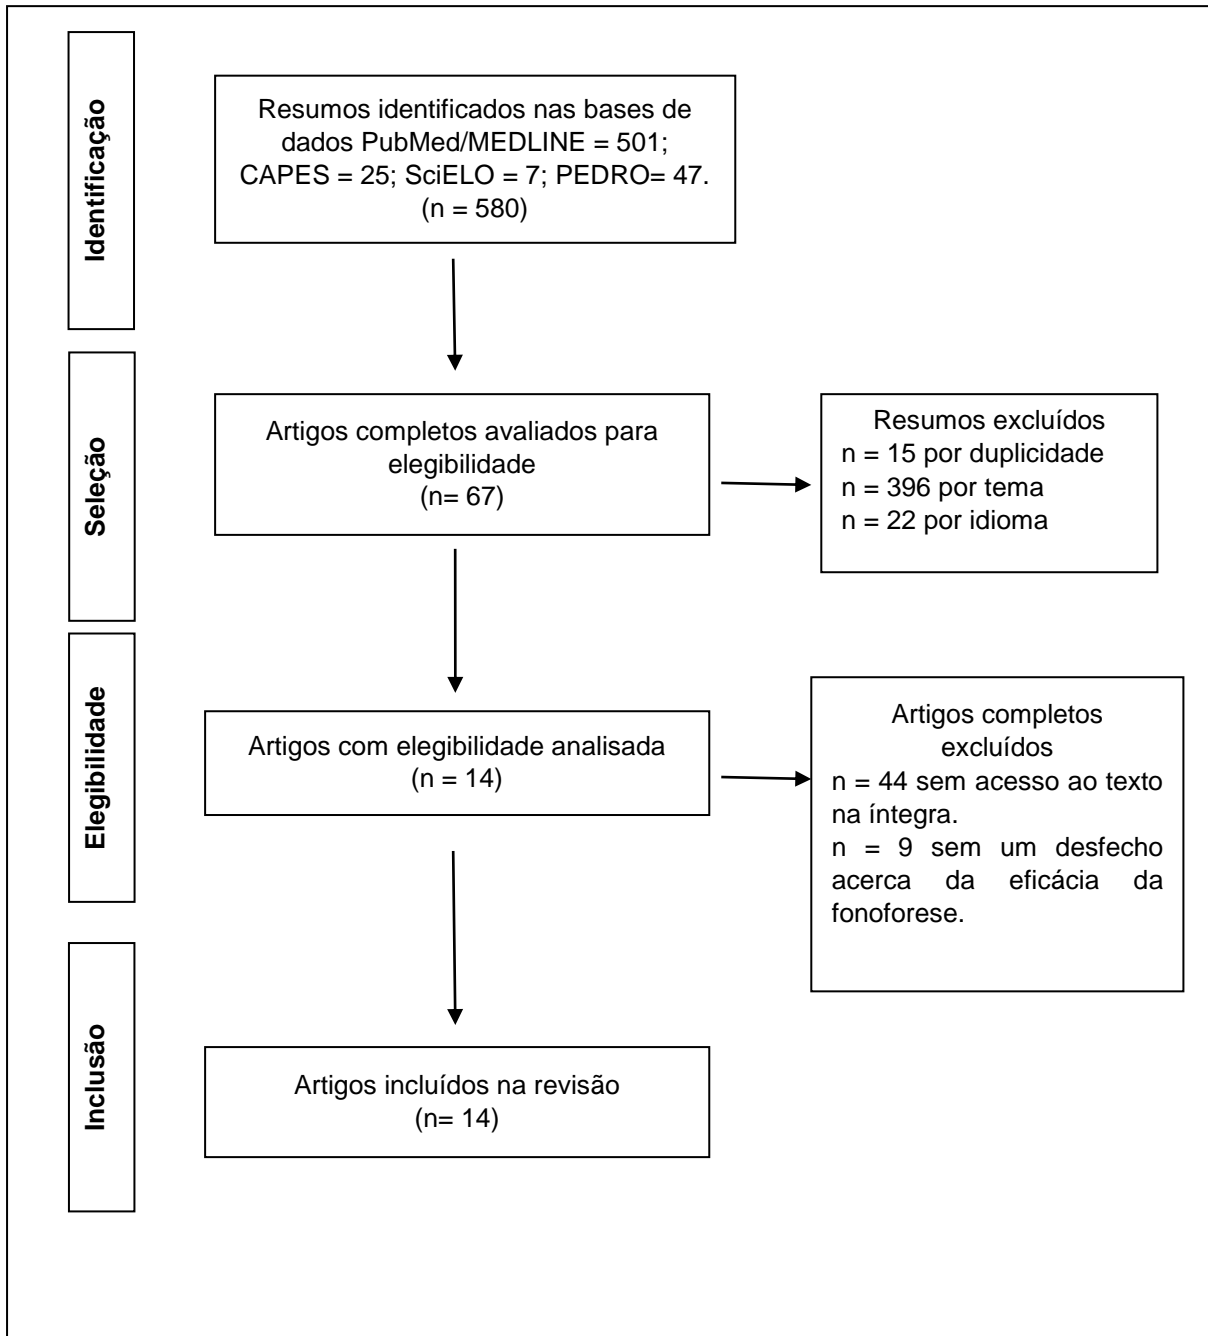 Identificação
Resumos identificados nas bases de
dados PubMed/MEDLINE = 501;
CAPES = 25; SciELO = 7; PEDRO= 47.
(n = 580)
Seleção
Artigos completos avaliados para
elegibilidade
(n= 67)
Resumos excluídos
n = 15 por duplicidade
n = 396 por tema
n = 22 por idioma
Elegibilidade
Artigos com elegibilidade analisada
(n = 14)
Artigos completos
excluídos
n = 44 sem acesso ao texto
na íntegra.
n = 9 sem um desfecho
acerca da eficácia da
fonoforese.
Inclusão
Artigos incluídos na revisão
(n= 14)